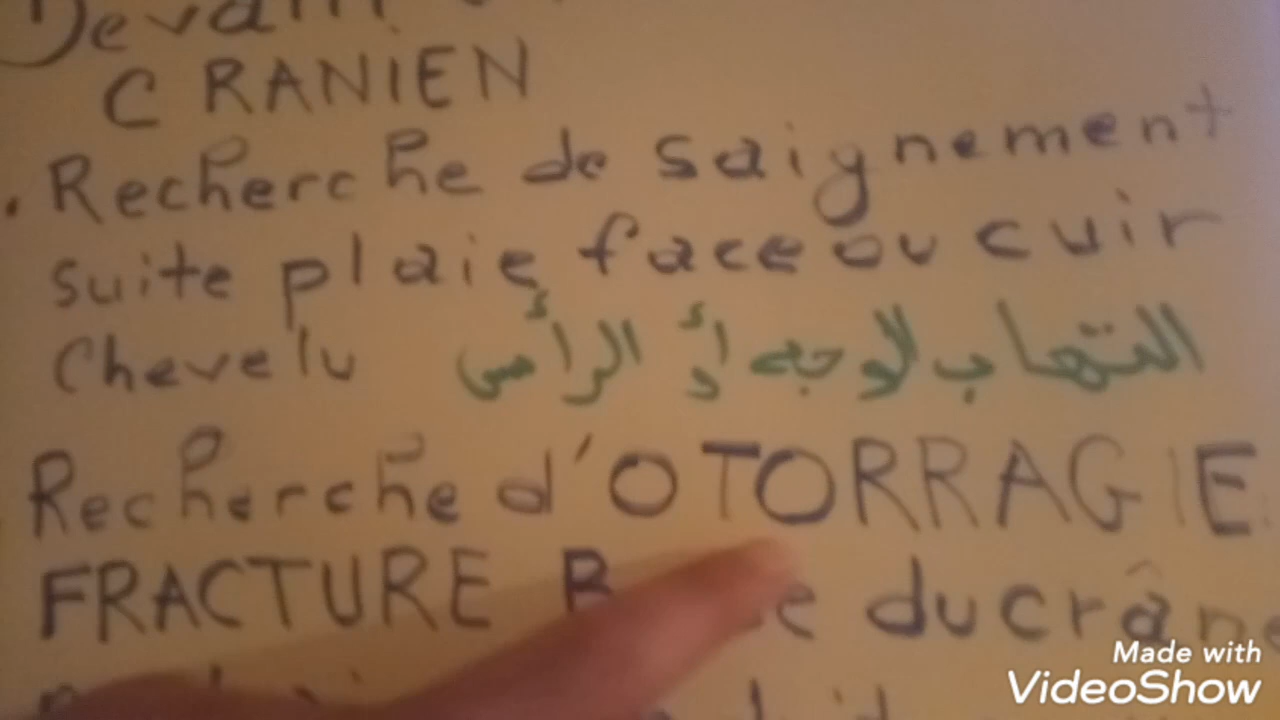 Devant
CRANIEN
. Recherche de saignement
suite plaie face ou cuir
chevelu التهاب لاوجه أؤ الرأس
Recherche d'OTORRAGIE
FRACTURE du crâne
Made with
VideoShow